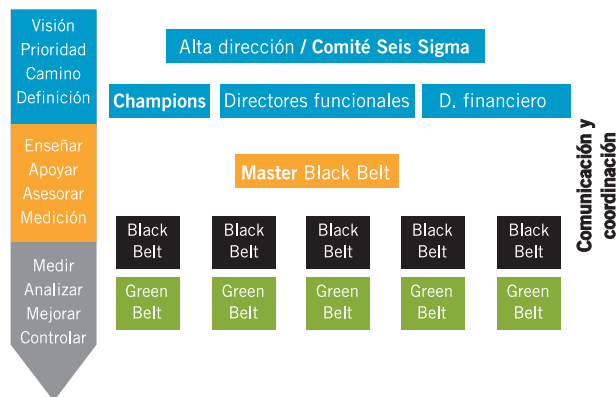 Visión
Prioridad
Camino
Definición
Alta dirección / Comité Seis Sigma
Champions
Directores funcionales
D. financiero
Enseñar
Apoyar
Asesorar
Medición
Master Black Belt
Medir
Analizar
Mejorar
Controlar
Black
Belt
Black
Belt
Black
Belt
Black
Belt
Black
Belt
Green
Belt
Green
Belt
Green
Belt
Green
Belt
Green
Belt
Comunicación y
coordinación